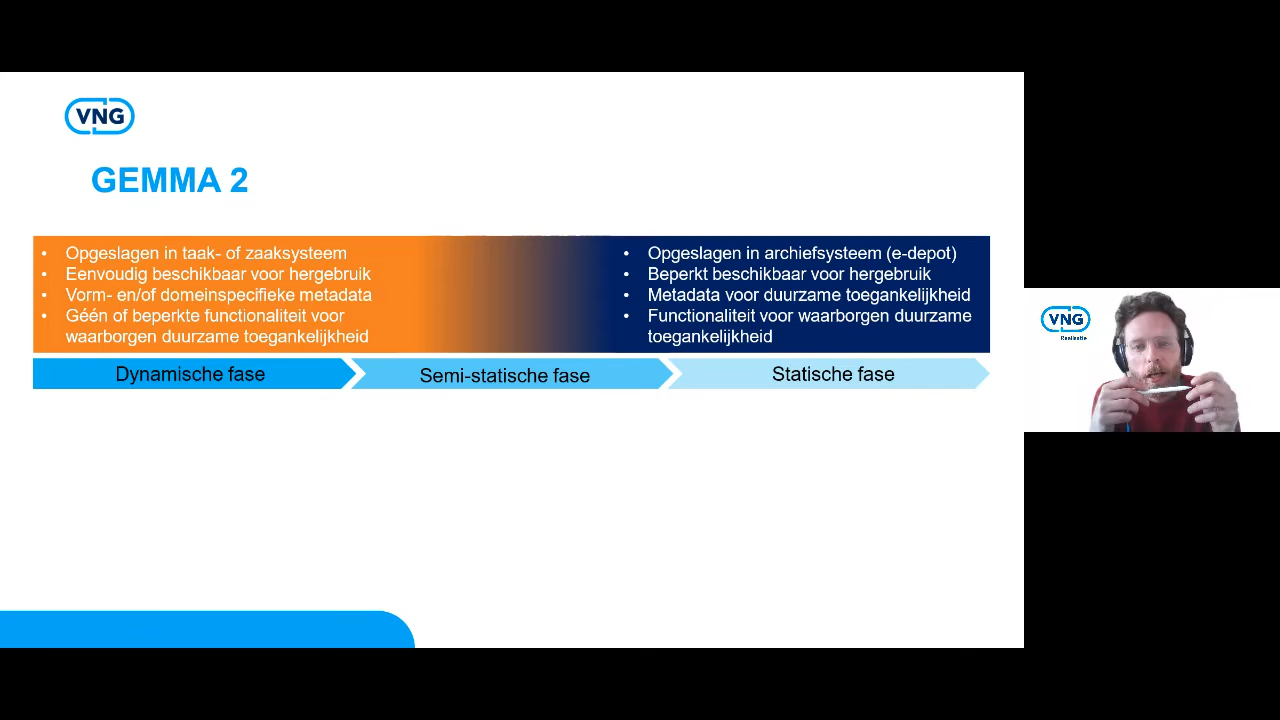 VNG
GEMMA 2
• Opgeslagen in taak- of zaaksysteem
• Eenvoudig beschikbaar voor hergebruik
• Vorm- en/of domeinspecifieke metadata
• Géén of beperkte functionaliteit voor
waarborgen duurzame toegankelijkheid
• Opgeslagen in archiefsysteem (e-depot)
• Beperkt beschikbaar voor hergebruik
• Metadata voor duurzame toegankelijkheid
• Functionaliteit voor waarborgen duurzame
toegankelijkheid
Dynamische fase
Semi-statische fase
Statische fase
VNG
Realisatie